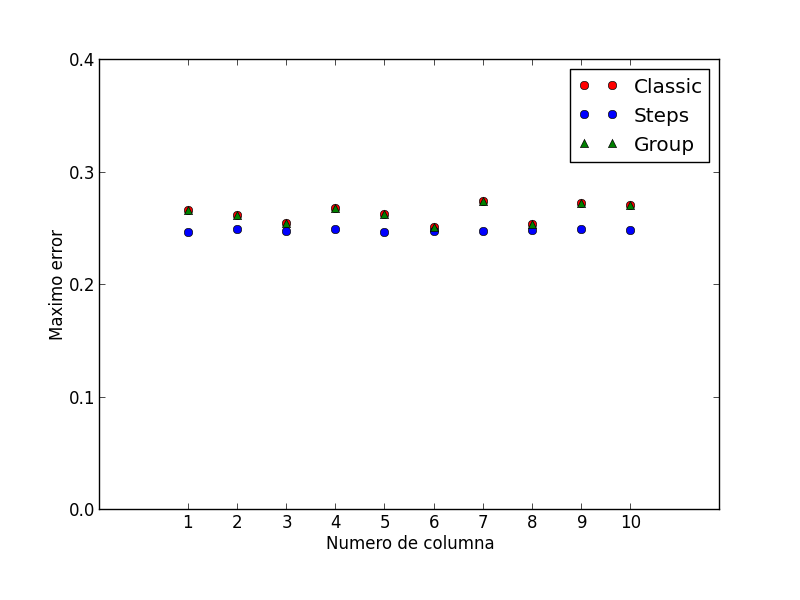 0.4
0.3
0.2
0.1
0.0
Maximo error
Classic
Steps
Group
1 2 3 4 5 6 7 8 9 10
Numero de columna